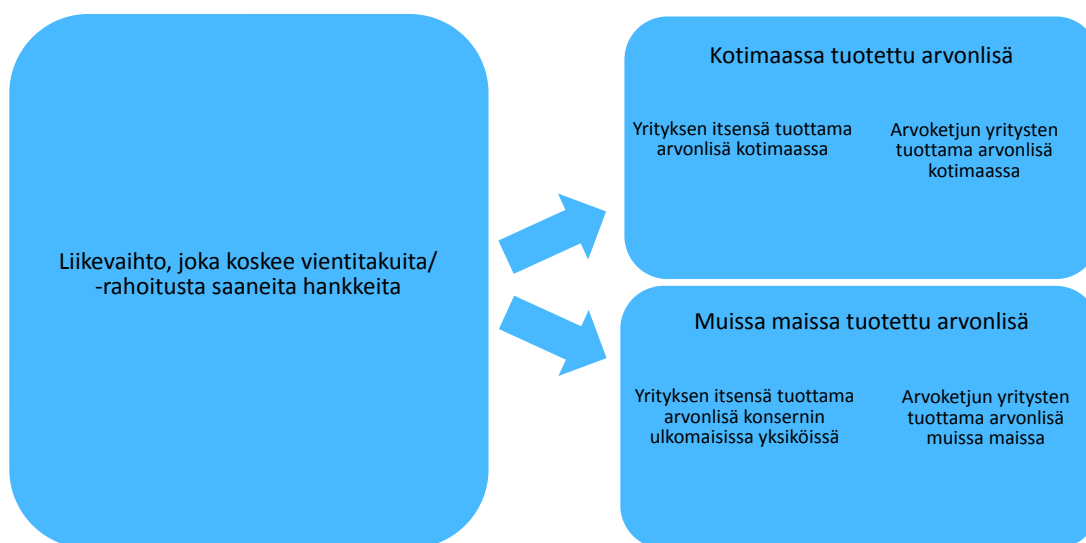 Liikevaihto, joka koskee vientitakuita/
-rahoitusta saaneita hankkeita
Kotimaassa tuotettu arvonlisä
Yrityksen itsensä tuottama
arvonlisä kotimaassa
Arvoketjun yritysten
tuottama arvonlisä
kotimaassa
Muissa maissa tuotettu arvonlisä
Yrityksen itsensä tuottama
arvonlisä konsernin
ulkomaisissa yksiköissä
Arvoketjun yritysten
tuottama arvonlisä
muissa maissa